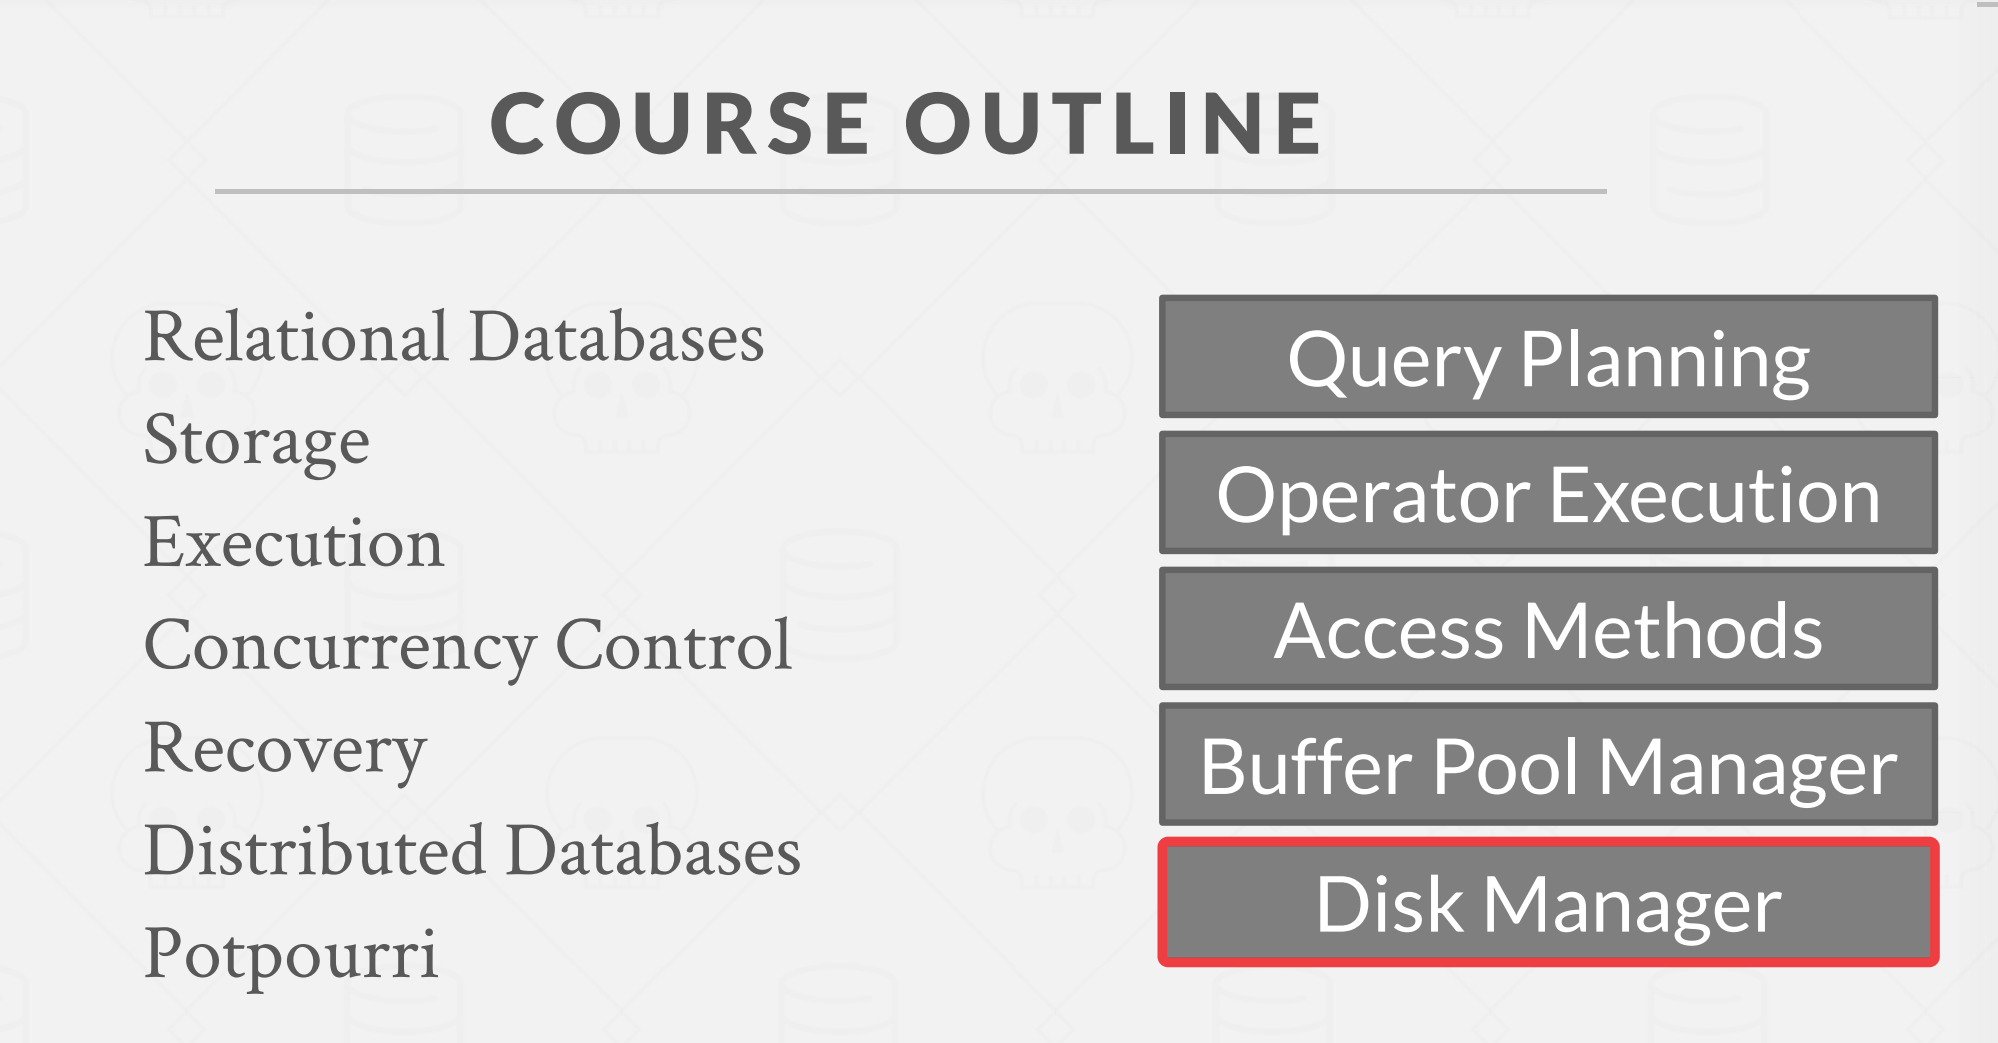 COURSE OUTLINE
Relational Databases
Storage
Execution
Concurrency Control
Recovery
Distributed Databases
Potpourri
Query Planning
Operator Execution
Access Methods
Buffer Pool Manager
Disk Manager